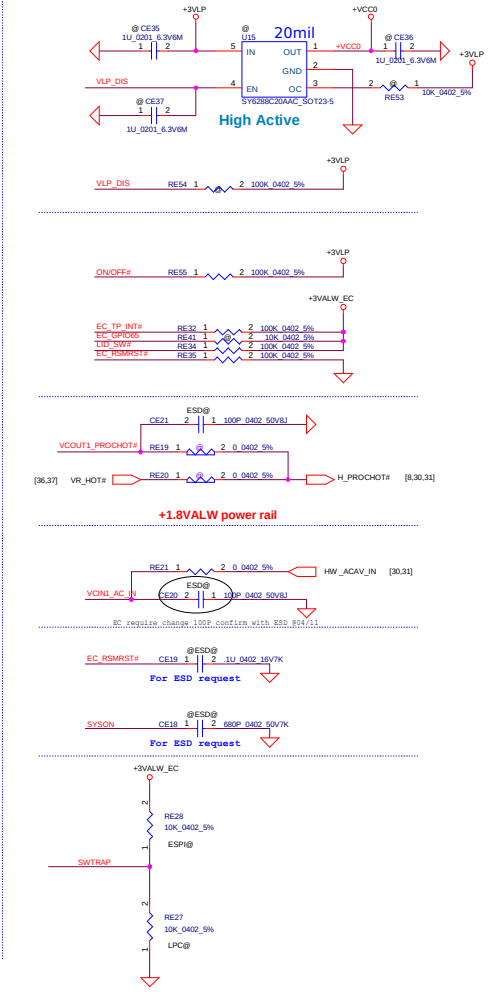 +3VLP
+VCC0
@ CE35
1 2
1U_0201_6.3V6M
@
U15
20mil
5 IN OUT 1 +VCC0
GND 2
4 EN OC 3
SY6288C20AAC_SOT23-5
High Active
@ CE36
1 2
1U_0201_6.3V6M
+3VLP
2 @ 1
RE53 10K_0402_5%
VLP_DIS
@ CE37
1 2
1U_0201_6.3V6M
+3VLP
VLP_DIS RE54 1 @ 2 100K_0402_5%
+3VLP
ON/OFF# RE55 1 2 100K_0402_5%
+3VALW_EC
EC_TP_INT# RE32 1 2 100K_0402_5%
EC_GPIO65 RE41 1 @ 2 10K_0402_5%
LID_SW# RE34 1 2 100K_0402_5%
EC_RSMRST# RE35 1 2 100K_0402_5%
ESD@
CE21 2 1 100P_0402_50V8J
VCOUT1_PROCHOT# RE19 1 @ 2 0_0402_5%
[36,37] VR_HOT# RE20 1 @ 2 0_0402_5% H_PROCHOT# [8,30,31]
+1.8VALW power rail
RE21 1 2 0_0402_5% HW_ACAV_IN [30,31]
ESD@
VCIN1_AC_IN CE20 2 1 100P_0402_50V8J
EC require change 100P confirm with ESD @04/11
@ESD@
EC_RSMRST# CE19 1 2 .1U_0402_16V7K
For ESD request
@ESD@
SYSON CE18 1 2 680P_0402_50V7K
For ESD request
+3VALW_EC
2
RE28
10K_0402_5%
1
ESPI@
SWTRAP
2
RE27
10K_0402_5%
1
LPC@